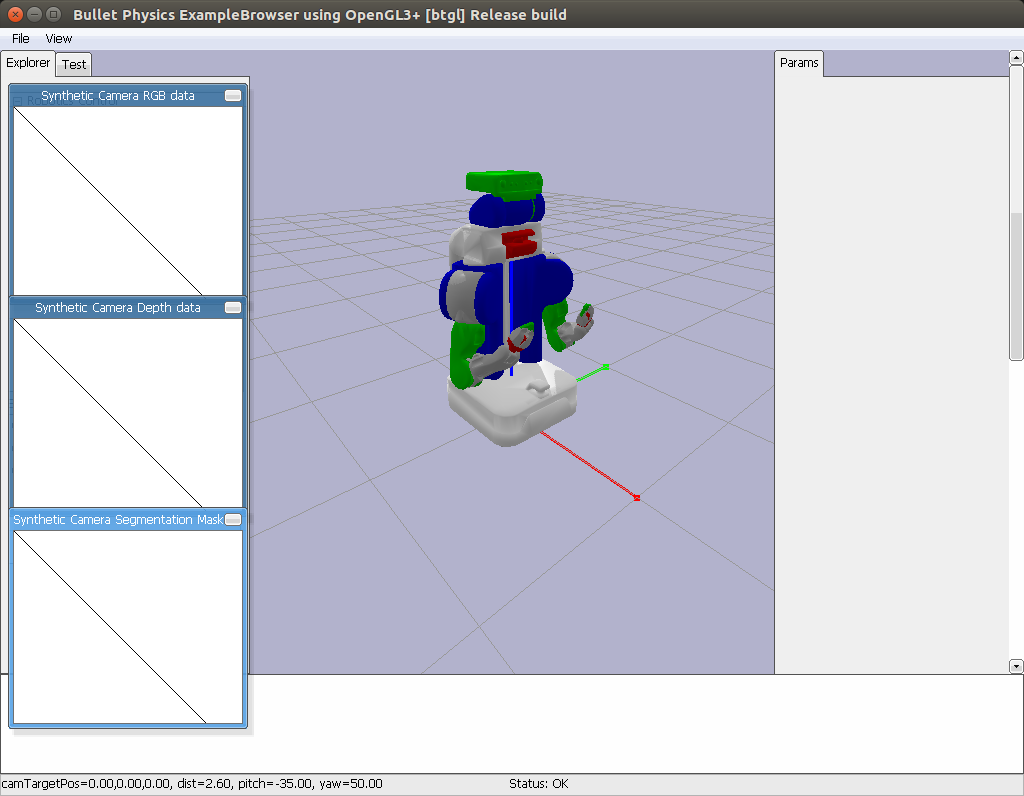 Bullet Physics ExampleBrowser using OpenGL3+ [btgl] Release build
File View
Explorer Test
Params
Synthetic Camera RGB data
Synthetic Camera Depth data
Synthetic Camera Segmentation Mask
camTargetPos=0.00,0.00,0.00, dist=2.60, pitch=-35.00, yaw=50.00
Status: OK